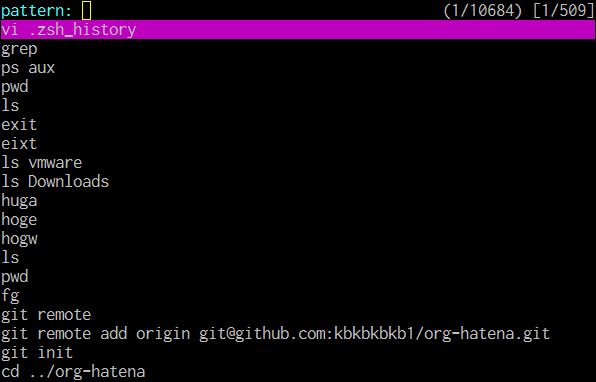 pattern: (1/10684) [1/509]
vi .zsh_history
grep
ps aux
pwd
ls
exit
eixt
ls vmware
ls Downloads
huga
hoge
hogw
ls
pwd
fg
git remote
git remote add origin git@github.com:kbkbkbkb1/org-hatena.git
git init
cd ../org-hatena